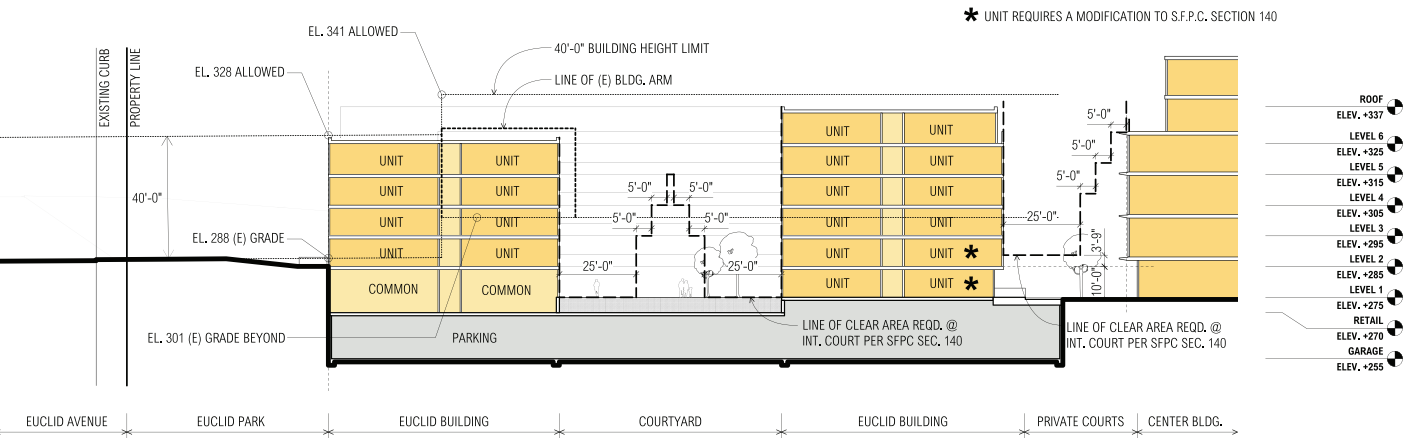 * UNIT REQUIRES A MODIFICATION TO S.F.P.C. SECTION 140
EL. 341 ALLOWED
40'-0" BUILDING HEIGHT LIMIT
EL. 328 ALLOWED
LINE OF (E) BLDG. ARM
EXISTING CURB
PROPERTY LINE
40'-0"
EL. 288 (E) GRADE
EL. 301 (E) GRADE BEYOND
UNIT UNIT
UNIT UNIT
UNIT UNIT
UNIT UNIT
COMMON COMMON
PARKING
5'-0" 5'-0"
5'-0" 5'-0"
25'-0" 25'-0"
UNIT UNIT
UNIT UNIT
UNIT UNIT
UNIT UNIT
UNIT UNIT *
UNIT UNIT *
LINE OF CLEAR AREA REQD. @
INT. COURT PER SFPC SEC. 140
5'-0"
5'-0"
5'-0"
25'-0"
3'-9"
10'-0"
LINE OF CLEAR AREA REQD. @
INT. COURT PER SFPC SEC. 140
ROOF
ELEV. +337
LEVEL 6
ELEV. +325
LEVEL 5
ELEV. +315
LEVEL 4
ELEV. +305
LEVEL 3
ELEV. +295
LEVEL 2
ELEV. +285
LEVEL 1
ELEV. +275
RETAIL
ELEV. +270
GARAGE
ELEV. +255
EUCLID AVENUE EUCLID PARK EUCLID BUILDING COURTYARD EUCLID BUILDING PRIVATE COURTS CENTER BLDG.